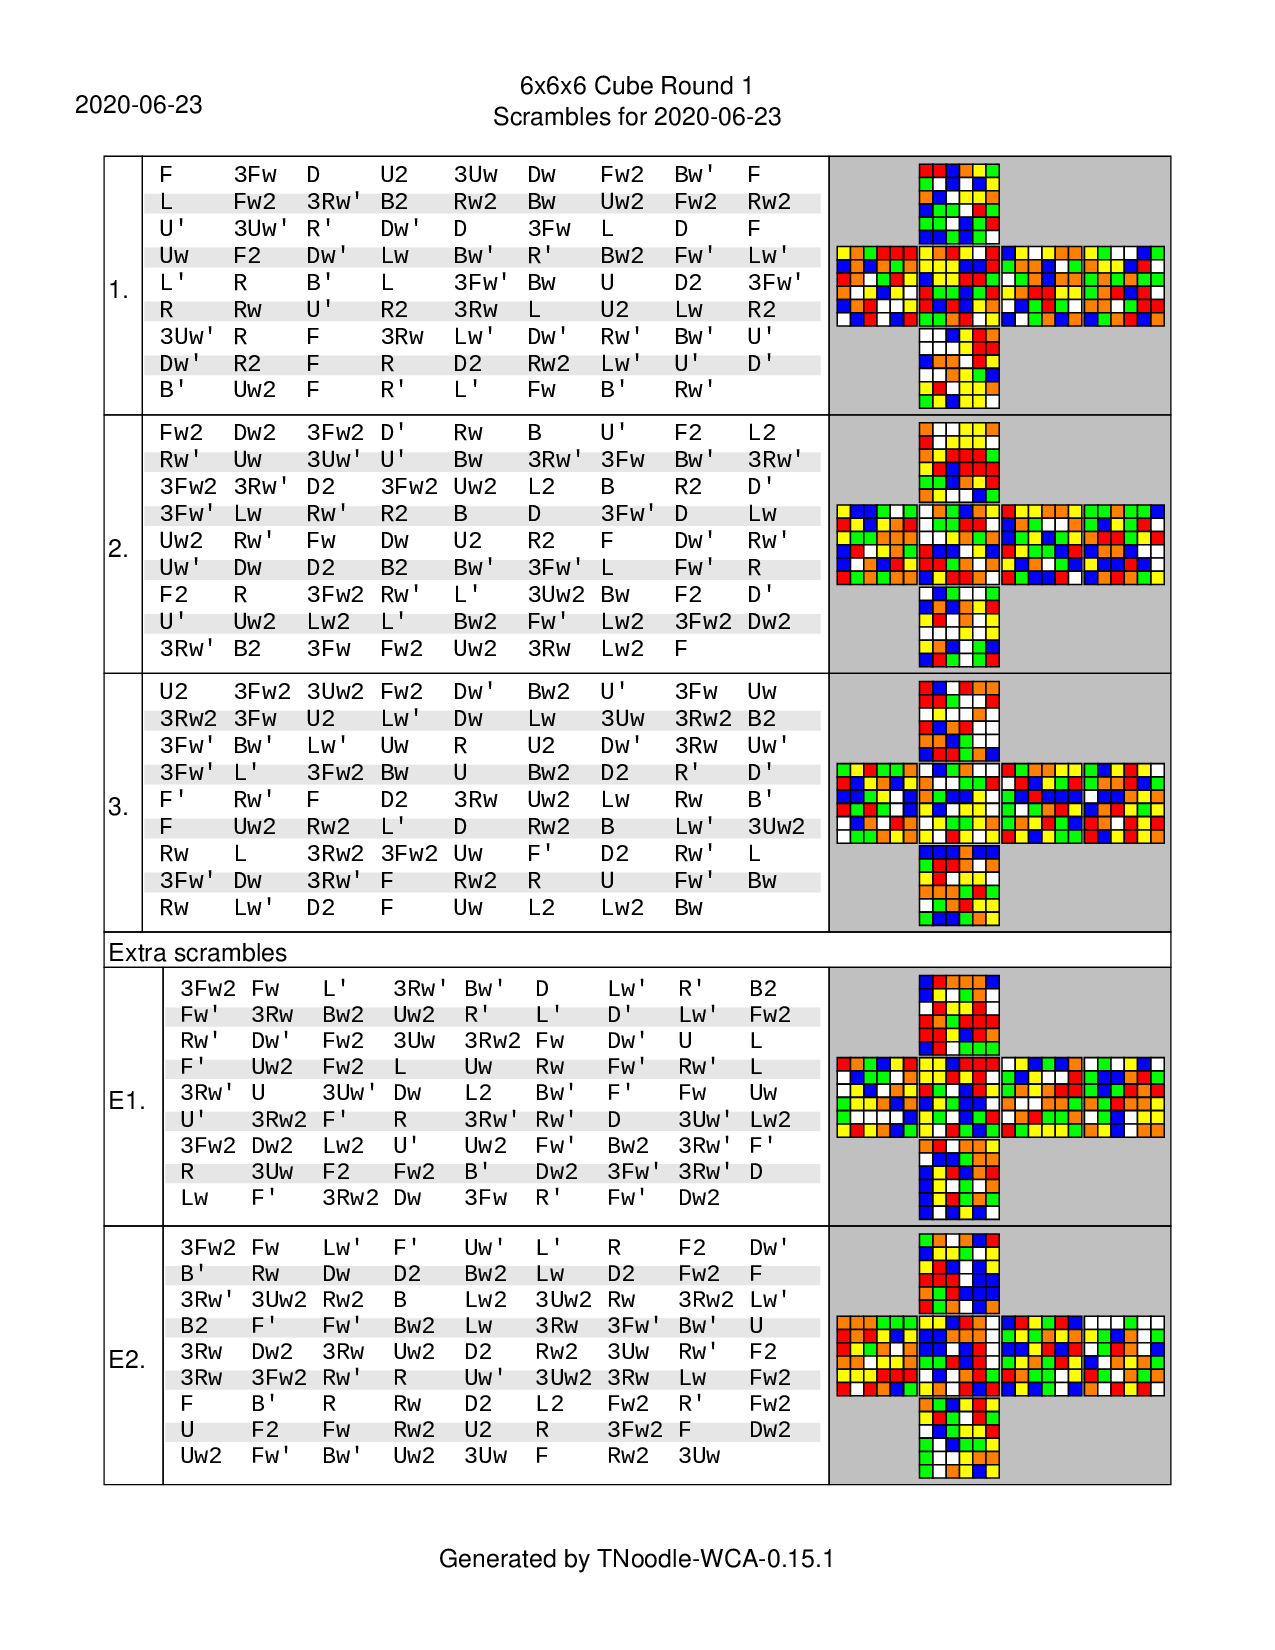 2020-06-23
6x6x6 Cube Round 1
Scrambles for 2020-06-23
1.
F 3Fw D U2 3Uw Dw Fw2 Bw' F
L Fw2 3Rw' B2 Rw2 Bw Uw2 Fw2 Rw2
U' 3Uw' R' Dw' D 3Fw L D F
Uw F2 Dw' Lw Bw' R' Bw2 Fw' Lw'
L' R B' L 3Fw' Bw U D2 3Fw'
R Rw U' R2 3Rw L U2 Lw R2
3Uw' R F 3Rw Lw' Dw' Rw' Bw' U'
Dw' R2 F R D2 Rw2 Lw' U' D'
B' Uw2 F R' L' Fw B' Rw'
2.
Fw2 Dw2 3Fw2 D' Rw B U' F2 L2
Rw' Uw 3Uw' U' Bw 3Rw' 3Fw Bw' 3Rw'
3Fw2 3Rw' D2 3Fw2 Uw2 L2 B R2 D'
3Fw' Lw Rw' R2 B D 3Fw' D Lw
Uw2 Rw' Fw Dw U2 R2 F Dw' Rw'
Uw' Dw D2 B2 Bw' 3Fw' L Fw' R
F2 R 3Fw2 Rw' L' 3Uw2 Bw F2 D'
U' Uw2 Lw2 L' Bw2 Fw' Lw2 3Fw2 Dw2
3Rw' B2 3Fw Fw2 Uw2 3Rw Lw2 F
3.
U2 3Fw2 3Uw2 Fw2 Dw' Bw2 U' 3Fw Uw
3Rw2 3Fw U2 Lw' Dw Lw 3Uw 3Rw2 B2
3Fw' Bw' Lw' Uw R U2 Dw' 3Rw Uw'
3Fw' L' 3Fw2 Bw U Bw2 D2 R' D'
F' Rw' F D2 3Rw Uw2 Lw Rw B'
F Uw2 Rw2 L' D Rw2 B Lw' 3Uw2
Rw L 3Rw2 3Fw2 Uw F' D2 Rw' L
3Fw' Dw 3Rw' F Rw2 R U Fw' Bw
Rw Lw' D2 F Uw L2 Lw2 Bw
Extra scrambles
E1.
3Fw2 Fw L' 3Rw' Bw' D Lw' R' B2
Fw' 3Rw Bw2 Uw2 R' L' D' Lw' Fw2
Rw' Dw' Fw2 3Uw 3Rw2 Fw Dw' U L
F' Uw2 Fw2 L Uw Rw Fw' Rw' L
3Rw' U 3Uw' Dw L2 Bw' F' Fw Uw
U' 3Rw2 F' R 3Rw' Rw' D 3Uw' Lw2
3Fw2 Dw2 Lw2 U' Uw2 Fw' Bw2 3Rw' F'
R 3Uw F2 Fw2 B' Dw2 3Fw' 3Rw' D
Lw F' 3Rw2 Dw 3Fw R' Fw' Dw2
E2.
3Fw2 Fw Lw' F' Uw' L' R F2 Dw'
B' Rw Dw D2 Bw2 Lw D2 Fw2 F
3Rw' 3Uw2 Rw2 B Lw2 3Uw2 Rw 3Rw2 Lw'
B2 F' Fw' Bw2 Lw 3Rw 3Fw' Bw' U
3Rw Dw2 3Rw Uw2 D2 Rw2 3Uw Rw' F2
3Rw 3Fw2 Rw' R Uw' 3Uw2 3Rw Lw Fw2
F B' R Rw D2 L2 Fw2 R' Fw2
U F2 Fw Rw2 U2 R 3Fw2 F Dw2
Uw2 Fw' Bw' Uw2 3Uw F Rw2 3Uw
Generated by TNoodle-WCA-0.15.1